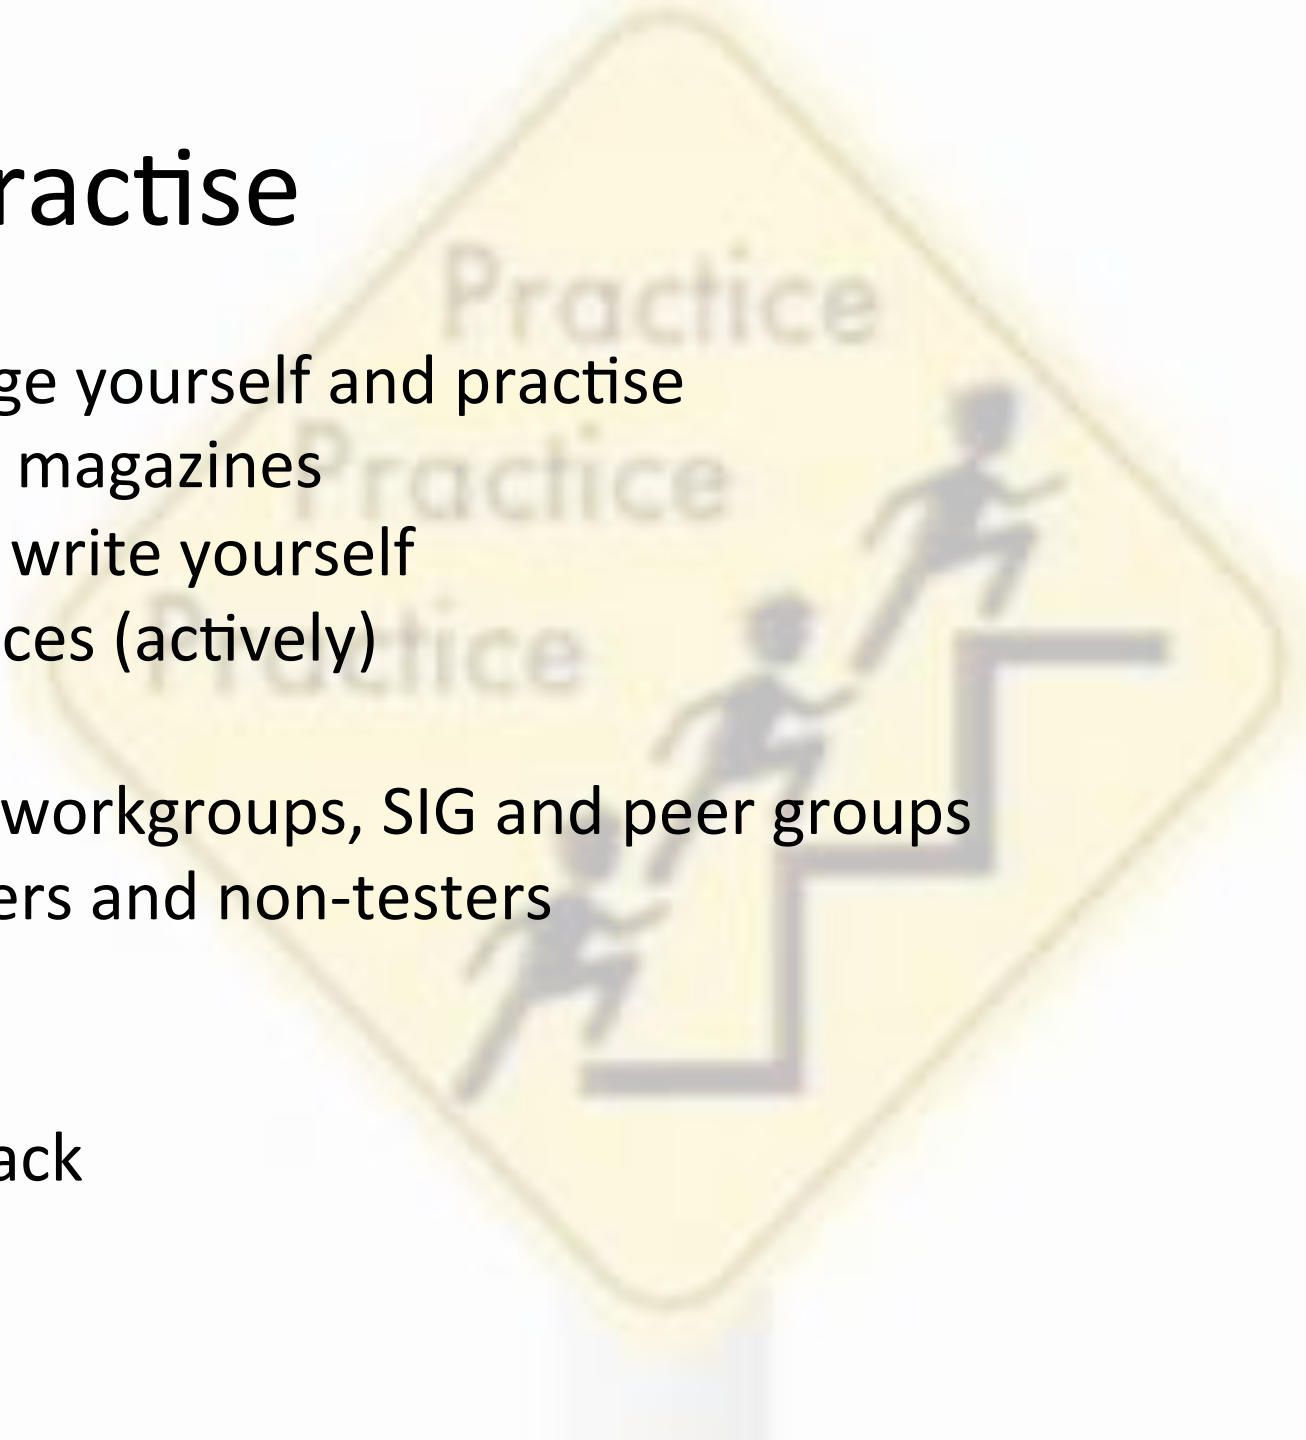 ractise
Practice
ge yourself and practise
magazines
Practice
write yourself
ces (actively)
Practice
workgroups, SIG and peer groups
ers and non-testers
ack